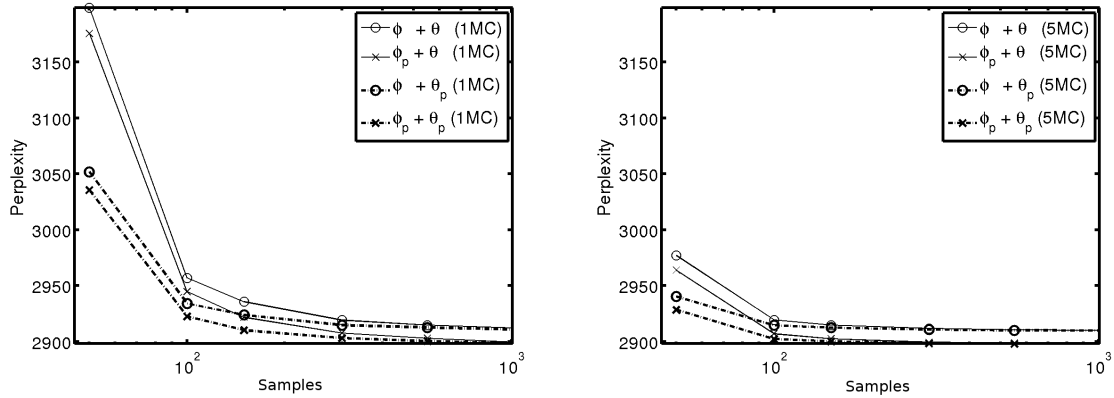 3150
3100
3050
3000
2950
2900
Perplexity
10²
10³
Samples
ϕ + θ (1MC)
ϕp + θ (1MC)
ϕ + θp (1MC)
ϕp + θp (1MC)
3150
3100
3050
3000
2950
2900
Perplexity
10²
10³
Samples
ϕ + θ (5MC)
ϕp + θ (5MC)
ϕ + θp (5MC)
ϕp + θp (5MC)